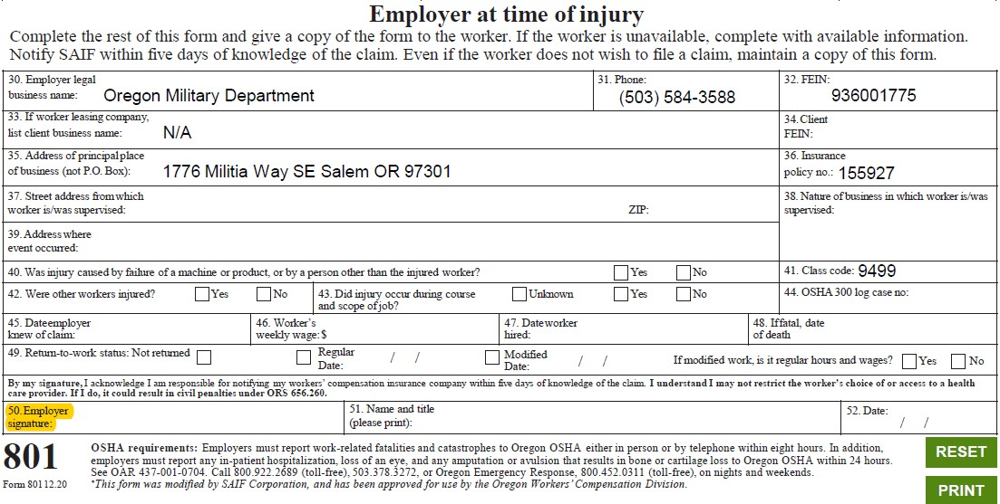 Employer at time of injury
Complete the rest of this form and give a copy of the form to the worker. If the worker is unavailable, complete with available information.
Notify SAIF within five days of knowledge of the claim. Even if the worker does not wish to file a claim, maintain a copy of this form.
30. Employer legal
business name: Oregon Military Department
31. Phone:
(503) 584-3588
32. FEIN:
936001775
33. If worker leasing company,
list client business name: N/A
34. Client
FEIN:
35. Address of principal place
of business (not P.O. Box): 1776 Militia Way SE Salem OR 97301
36. Insurance
policy no.: 155927
37. Street address from which
worker is/was supervised: ZIP:
38. Nature of business in which worker is/was
supervised:
39. Address where
event occurred:
40. Was injury caused by failure of a machine or product, or by a person other than the injured worker? Yes No
41. Class code: 9499
42. Were other workers injured? Yes No
43. Did injury occur during course
and scope of job? Unknown Yes No
44. OSHA 300 log case no:
45. Date employer
knew of claim:
46. Worker's
weekly wage: $
47. Date worker
hired:
48. If fatal, date
of death
49. Return-to-work status: Not returned
Regular
Date: / /
Modified
Date: / /
If modified work, is it regular hours and wages? Yes No
By my signature, I acknowledge I am responsible for notifying my workers' compensation insurance company within five days of knowledge of the claim. I understand I may not restrict the worker's choice of or access to a health
care provider. If I do, it could result in civil penalties under ORS 656.260.
50. Employer
signature:
51. Name and title
(please print):
52. Date:
/ /
801
Form 801 12.20
OSHA requirements: Employers must report work-related fatalities and catastrophes to Oregon OSHA either in person or by telephone within eight hours. In addition,
employers must report any in-patient hospitalization, loss of an eye, and any amputation or avulsion that results in bone or cartilage loss to Oregon OSHA within 24 hours.
See OAR 437-001-0704. Call 800.922.2689 (toll-free), 503.378.3272, or Oregon Emergency Response, 800.452.0311 (toll-free), on nights and weekends.
*This form was modified by SAIF Corporation, and has been approved for use by the Oregon Workers' Compensation Division.
RESET
PRINT